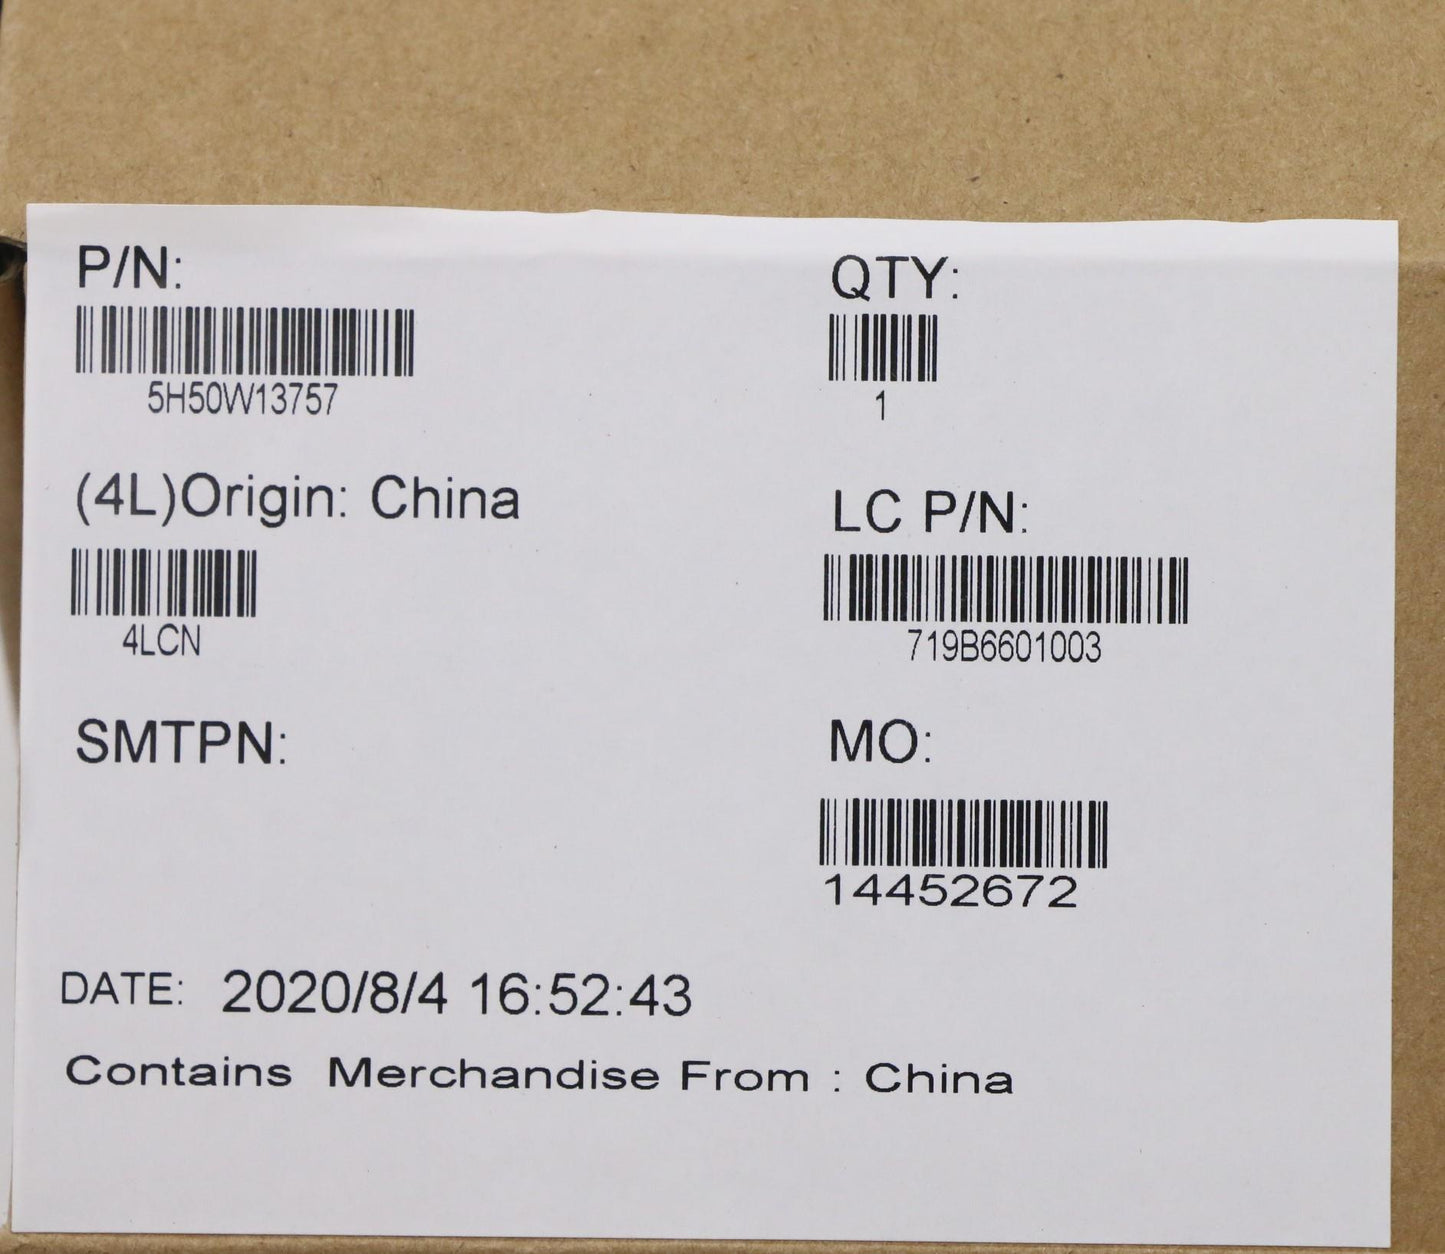 P/N:
5H50W13757
QTY:
1
(4L)Origin: China
4LCN
LC P/N:
719B6601003
SMTPN:
MO:
14452672
DATE: 2020/8/4 16:52:43
Contains Merchandise From : China